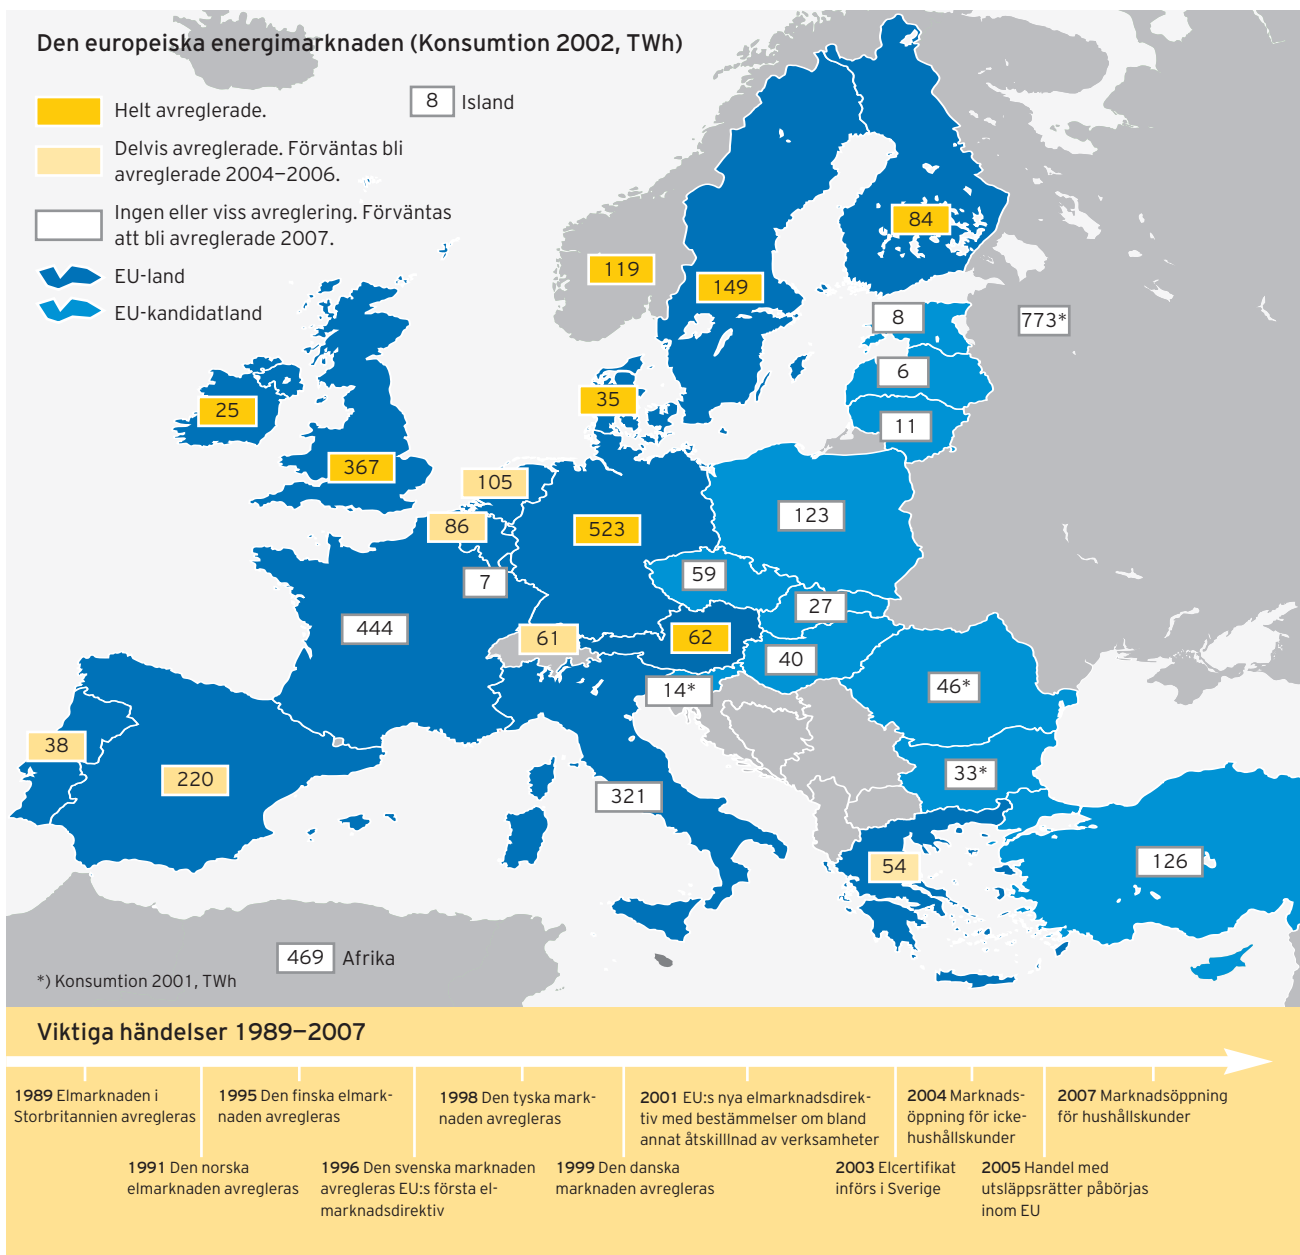 Den europeiska energimarknaden (Konsumtion 2002, TWh)
8 Island
Helt avreglerade.
Delvis avreglerade. Förväntas bli
avreglerade 2004–2006.
Ingen eller viss avreglering. Förväntas
att bli avreglerade 2007.
EU-land
EU-kandidatland
84
119
149
8
773*
6
25
35
11
367
105
123
86
523
59
7
27
444
61
62
40
14*
46*
38
33*
220
321
126
54
469 Afrika
*) Konsumtion 2001, TWh
Viktiga händelser 1989–2007
1989 Elmarknaden i
Storbritannien avregleras
1991 Den norska
elmarknaden avregleras
1995 Den finska elmark-
naden avregleras
1996 Den svenska marknaden
avregleras EU:s första el-
marknadsdirektiv
1998 Den tyska mark-
naden avregleras
1999 Den danska
marknaden avregleras
2001 EU:s nya elmarknadsdirek-
tiv med bestämmelser om bland
annat åtskilllnad av verksamheter
2003 Elcertifikat
införs i Sverige
2004 Marknads-
öppning för icke-
hushållskunder
2005 Handel med
utsläppsrätter påbörjas
inom EU
2007 Marknadsöppning
för hushållskunder